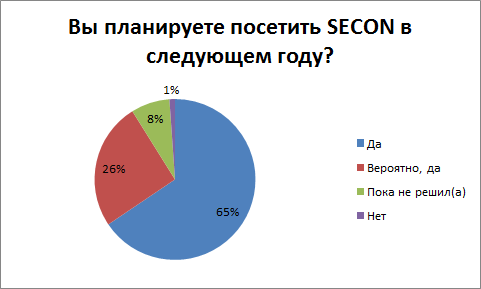 Вы планируете посетить SECON в
следующем году?
1%
8%
26%
65%
Да
Вероятно, да
Пока не решил(а)
Нет